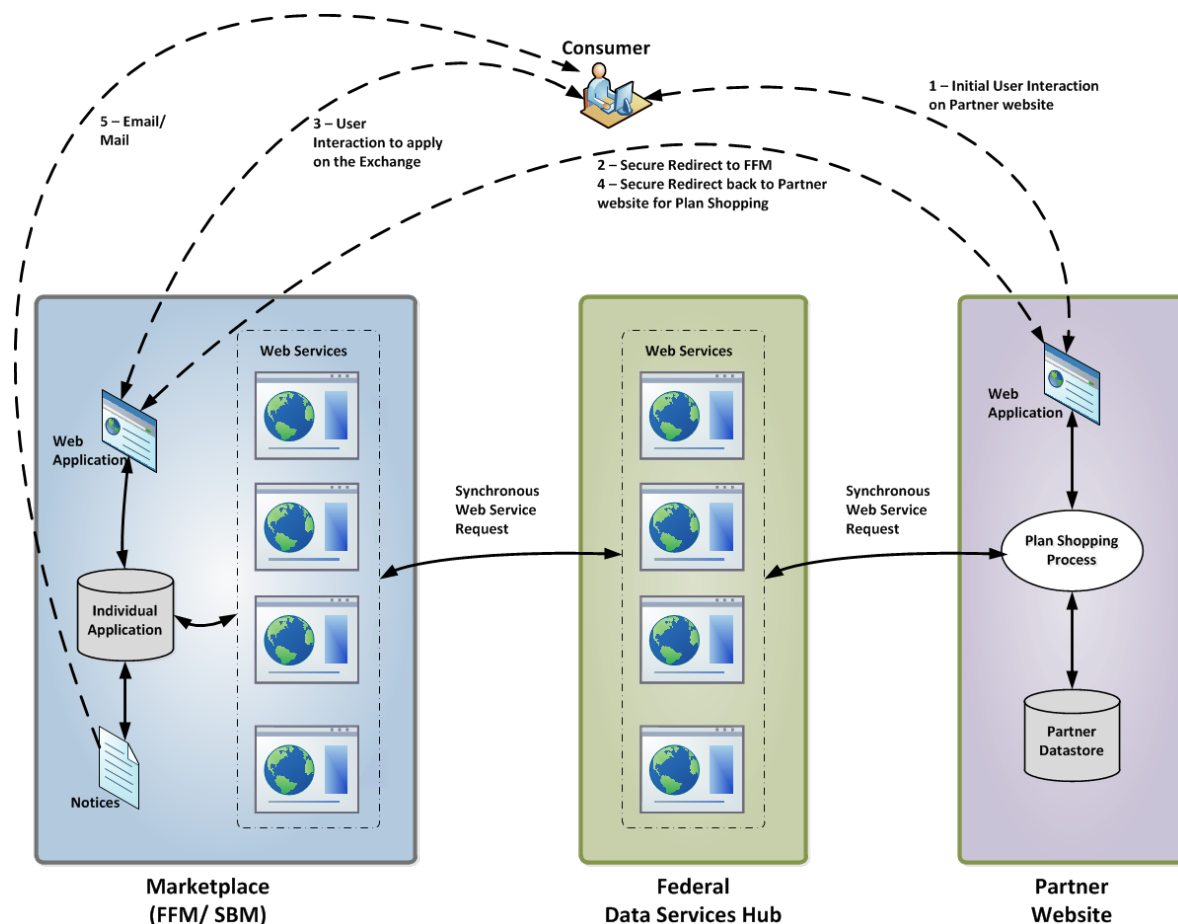 Consumer
1 – Initial User Interaction
on Partner website
5 – Email/
Mail
3 – User
Interaction to apply
on the Exchange
2 – Secure Redirect to FFM
4 – Secure Redirect back to Partner
website for Plan Shopping
Web Services
Web
Application
Individual
Application
Notices
Synchronous
Web Service
Request
Web Services
Synchronous
Web Service
Request
Web
Application
Plan Shopping
Process
Partner
Datastore
Marketplace
(FFM/ SBM)
Federal
Data Services Hub
Partner
Website